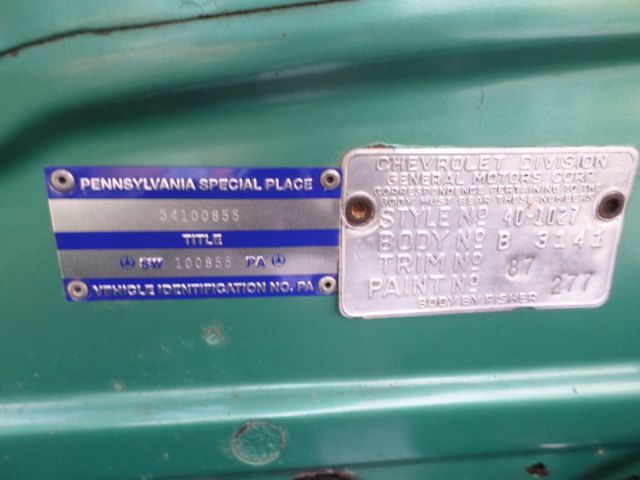 PENNSYLVANIA SPECIAL PLACE
54100855
TITLE
SW 100855 PA
VEHICLE IDENTIFICATION NO. PA
CHEVROLET DIVISION
GENERAL MOTORS CORP.
CORRESPONDENCE PERTAINING TO THE
BODY MUST BEAR THESE NUMBERS
STYLE No 40-1027
BODY No B 3141
TRIM No 87
PAINT No 277
BODY BY FISHER